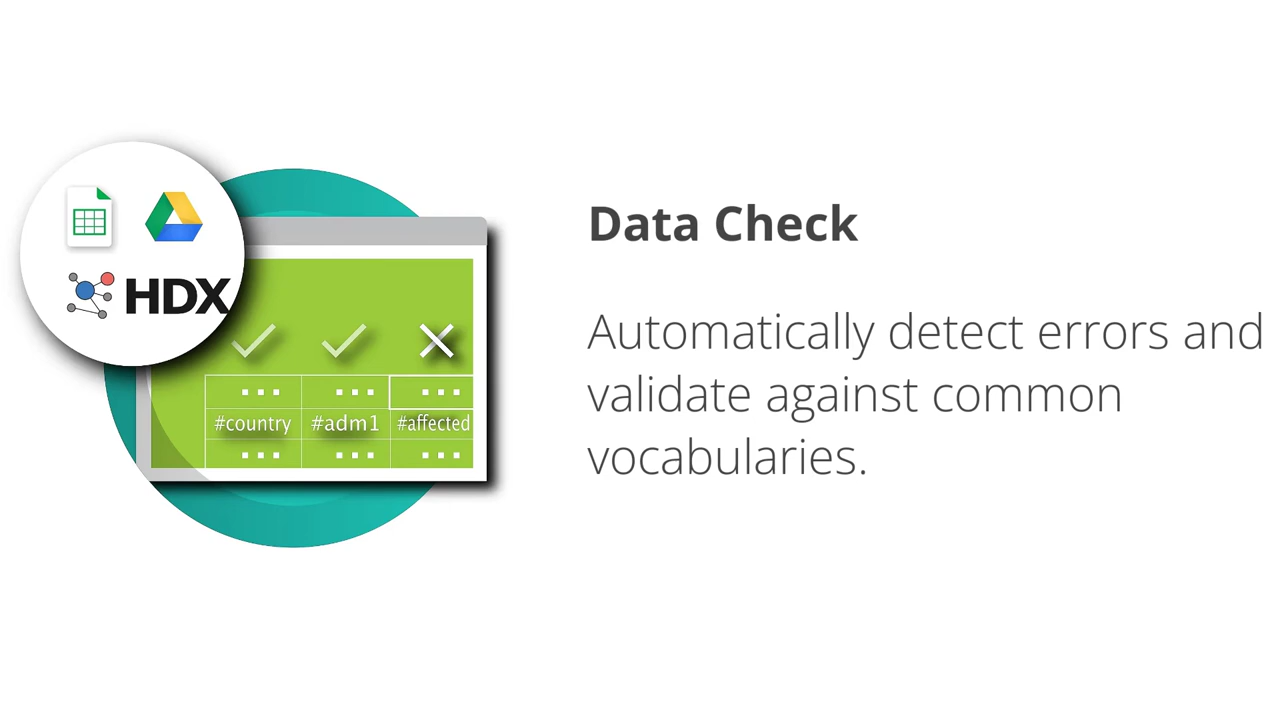 HDX
#country #adm1 #affected
Data Check
Automatically detect errors and
validate against common
vocabularies.